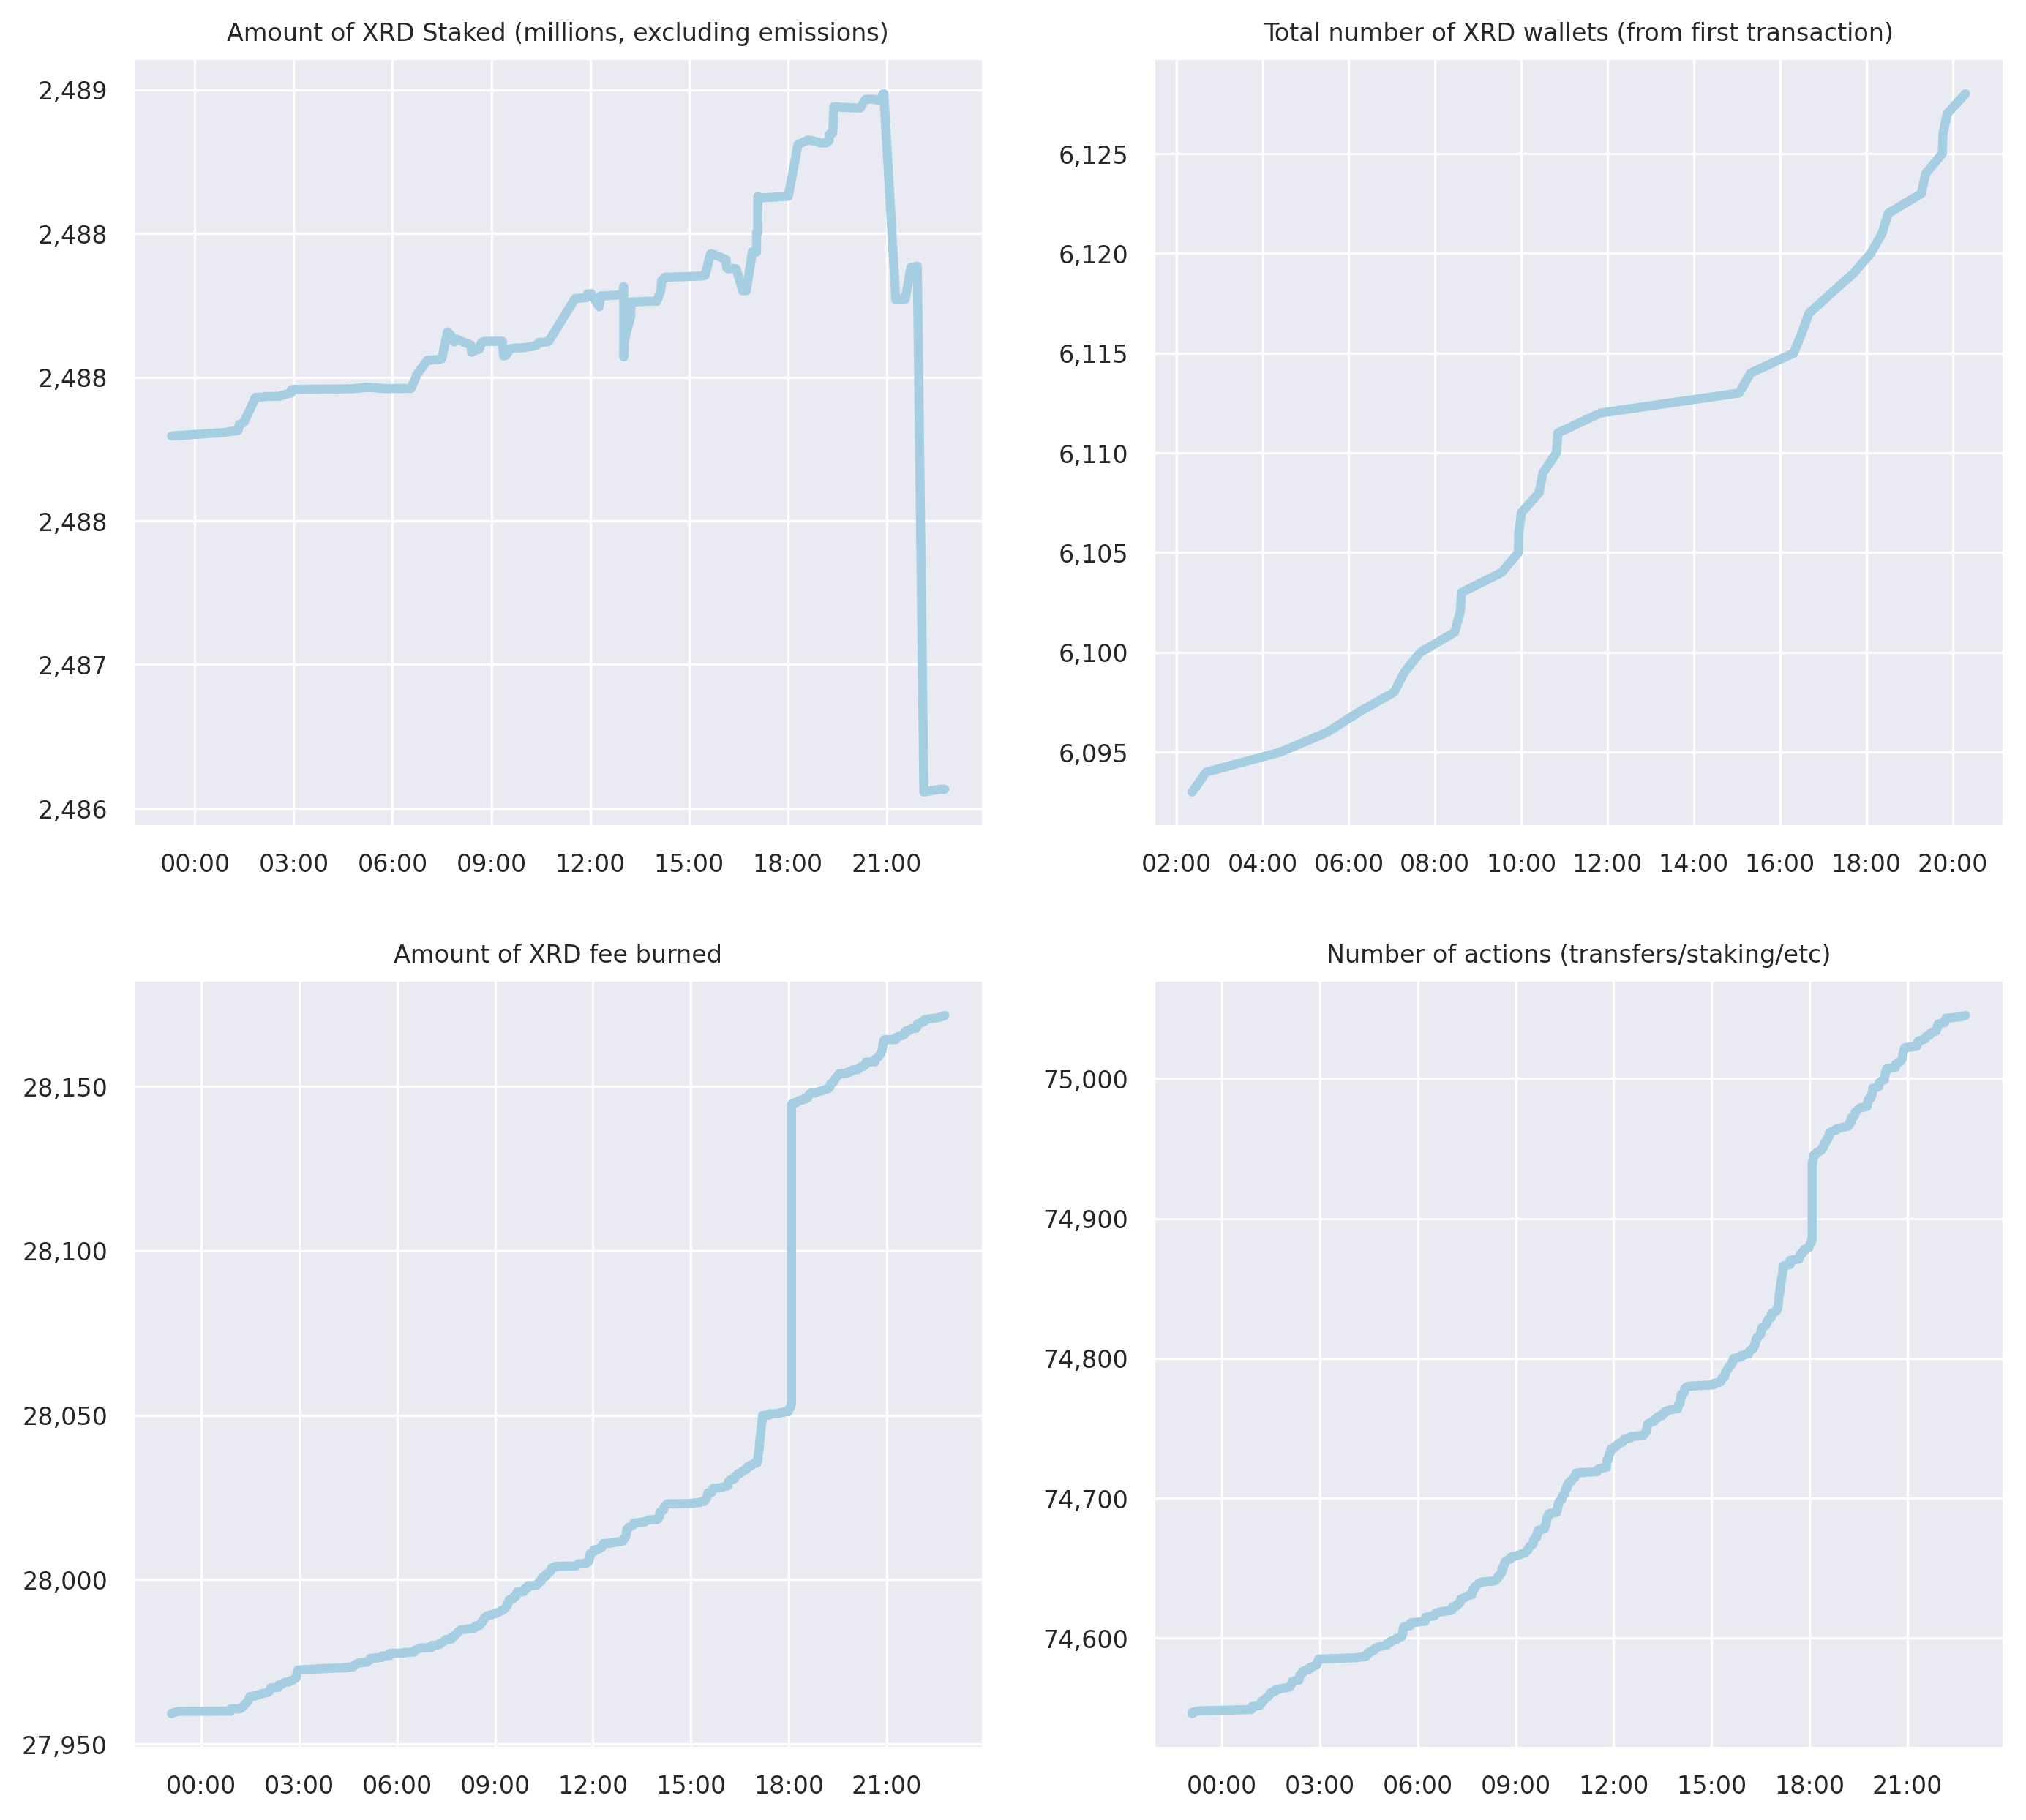 Amount of XRD Staked (millions, excluding emissions)
2,489
2,488
2,488
2,488
2,487
2,486
00:00 03:00 06:00 09:00 12:00 15:00 18:00 21:00
Total number of XRD wallets (from first transaction)
6,125
6,120
6,115
6,110
6,105
6,100
6,095
02:00 04:00 06:00 08:00 10:00 12:00 14:00 16:00 18:00 20:00
Amount of XRD fee burned
28,150
28,100
28,050
28,000
27,950
00:00 03:00 06:00 09:00 12:00 15:00 18:00 21:00
Number of actions (transfers/staking/etc)
75,000
74,900
74,800
74,700
74,600
00:00 03:00 06:00 09:00 12:00 15:00 18:00 21:00